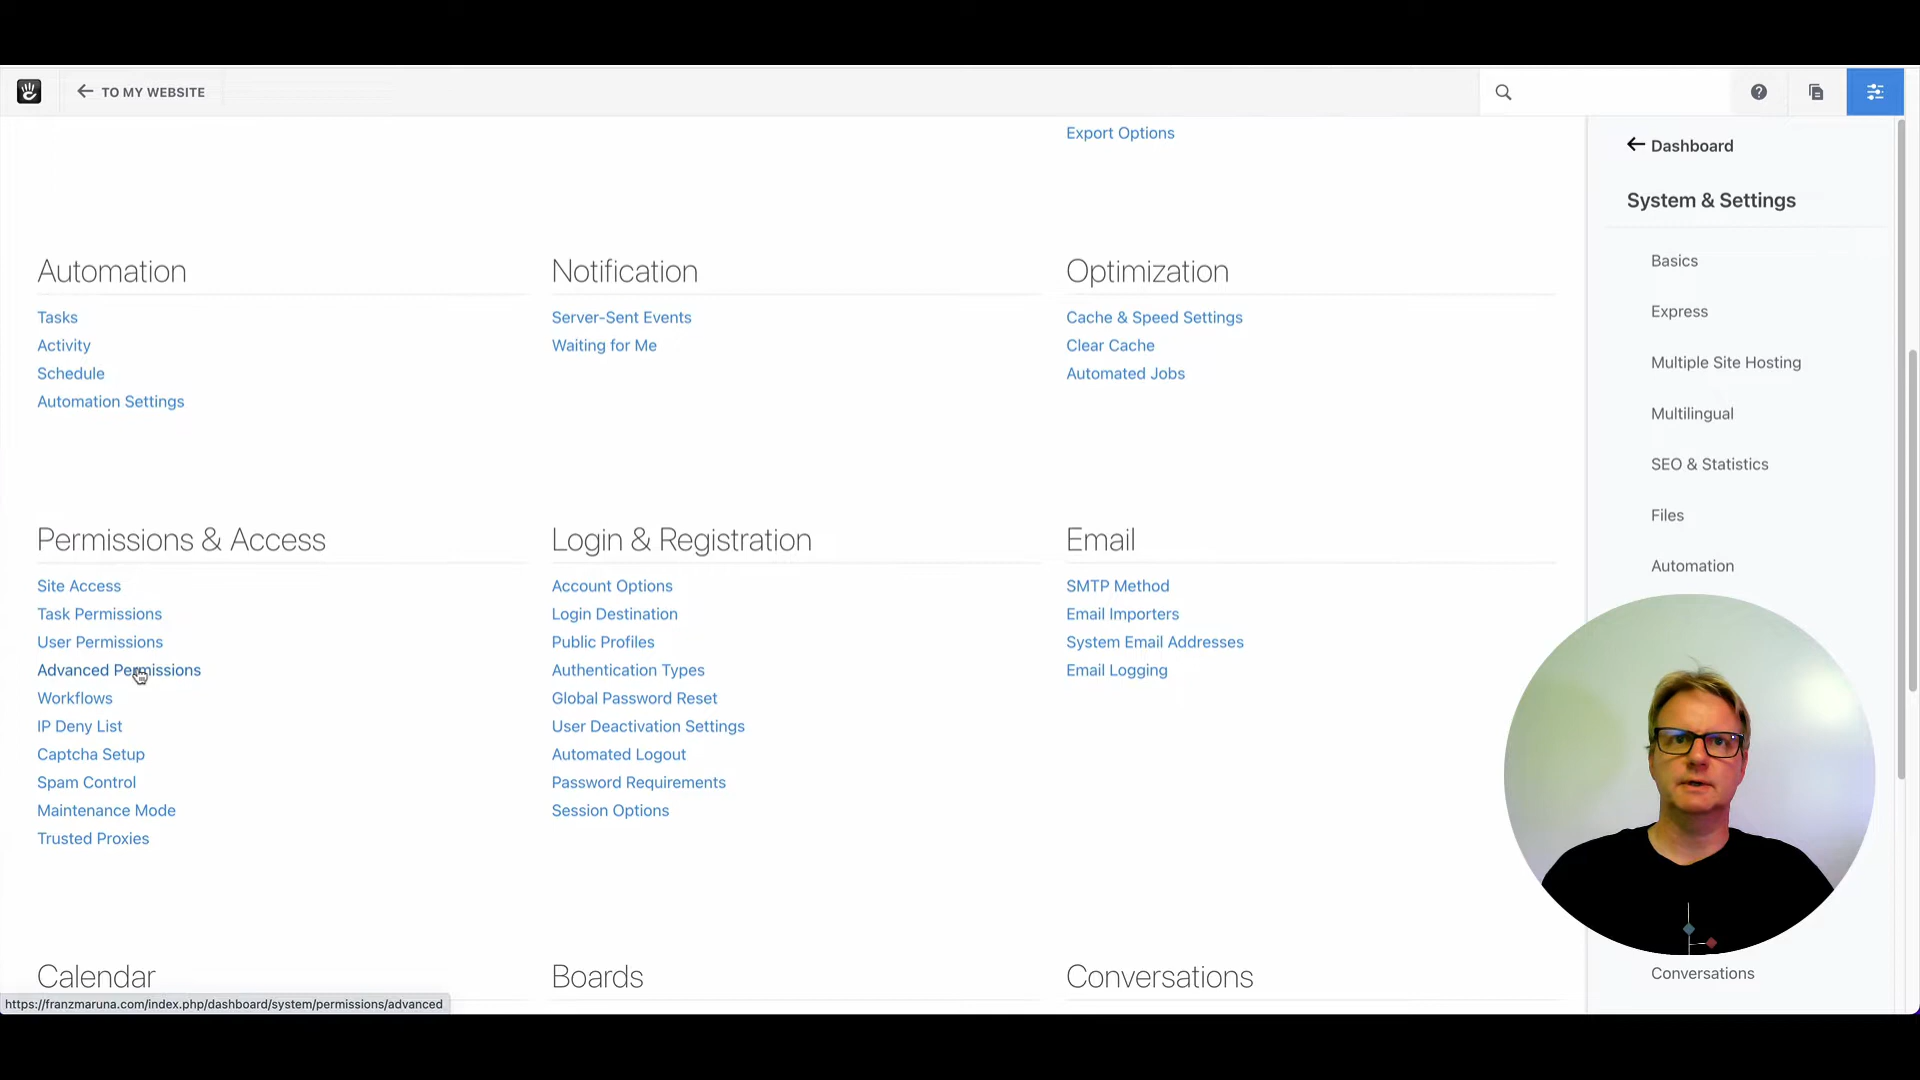 TO MY WEBSITE
Export Options
Automation
Tasks
Activity
Schedule
Automation Settings
Notification
Server-Sent Events
Waiting for Me
Optimization
Cache & Speed Settings
Clear Cache
Automated Jobs
Permissions & Access
Site Access
Task Permissions
User Permissions
Advanced Permissions
Workflows
IP Deny List
Captcha Setup
Spam Control
Maintenance Mode
Trusted Proxies
Login & Registration
Account Options
Login Destination
Public Profiles
Authentication Types
Global Password Reset
User Deactivation Settings
Automated Logout
Password Requirements
Session Options
Email
SMTP Method
Email Importers
System Email Addresses
Email Logging
Calendar
Boards
Conversations
https://franzmaruna.com/index.php/dashboard/system/permissions/advanced
Dashboard
System & Settings
Basics
Express
Multiple Site Hosting
Multilingual
SEO & Statistics
Files
Automation
Conversations